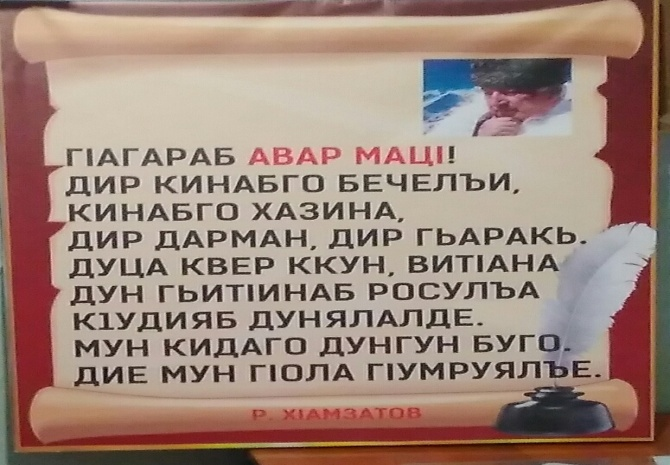 ГІАГАРАБ АВАР МАЦІ!
ДИР КИНАБГО БЕЧЕЛЪИ,
КИНАБГО ХАЗИНА,
ДИР ДАРМАН, ДИР ГЬАРАКЬ.
ДУЦА КВЕР ККУН, ВИТІАНА
ДУН ГЬИТІИНАБ РОСУЛЪА
К1УДИЯБ ДУНЯЛАЛДЕ.
МУН КИДАГО ДУНГУН БУГО.
ДИЕ МУН ГІОЛА ГІУМРУЯЛЪЕ.
Р. ХІАМЗАТОВ